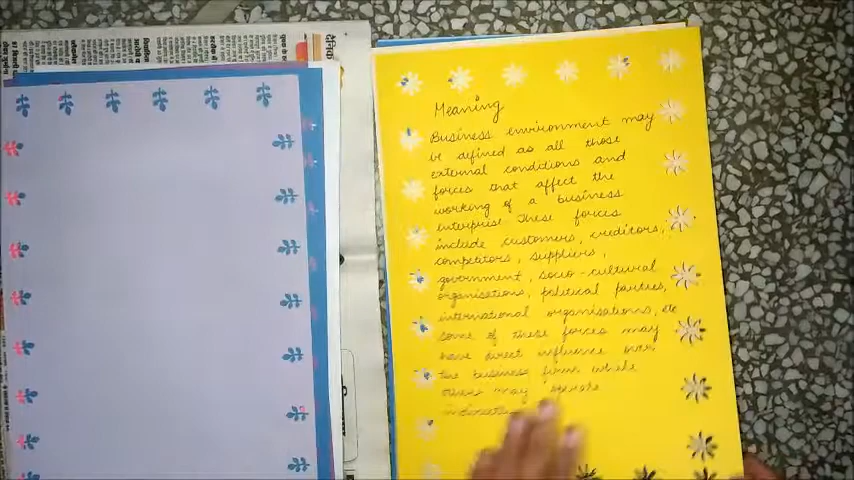 Meaning
Business environment may
be defined as all those
external conditions and
forces that affect the
working of a business
enterprise These forces
include customers, creditors,
competitors, suppliers,
government, socio-cultural
organisations, political parties,
international organisations, etc
some of these forces may
have direct influence over
the business firm while
others may operate
indirectly